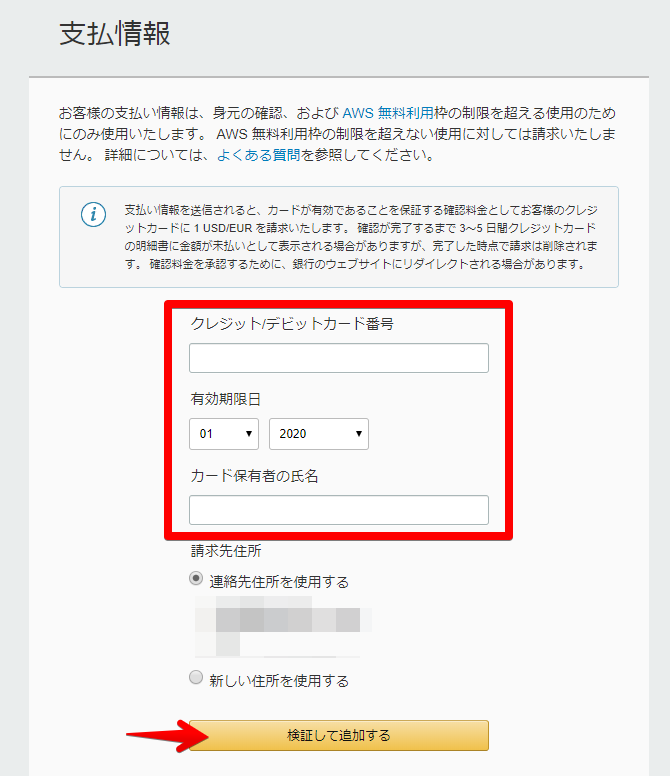 支払情報
お客様の支払い情報は、身元の確認、および AWS 無料利用枠の制限を超える使用のため
にのみ使用いたします。 AWS 無料利用枠の制限を超えない使用に対しては請求いたしま
せん。 詳細については、よくある質問を参照してください。
支払い情報を送信されると、カードが有効であることを保証する確認料金としてお客様のクレジ
ットカードに 1 USD/EUR を請求いたします。 確認が完了するまで 3〜5 日間クレジットカード
の明細書に金額が未払いとして表示される場合がありますが、完了した時点で請求は削除されま
す。 確認料金を承認するために、銀行のウェブサイトにリダイレクトされる場合があります。
クレジット/デビットカード番号
有効期限日
01 2020
カード保有者の氏名
請求先住所
連絡先住所を使用する
新しい住所を使用する
検証して追加する